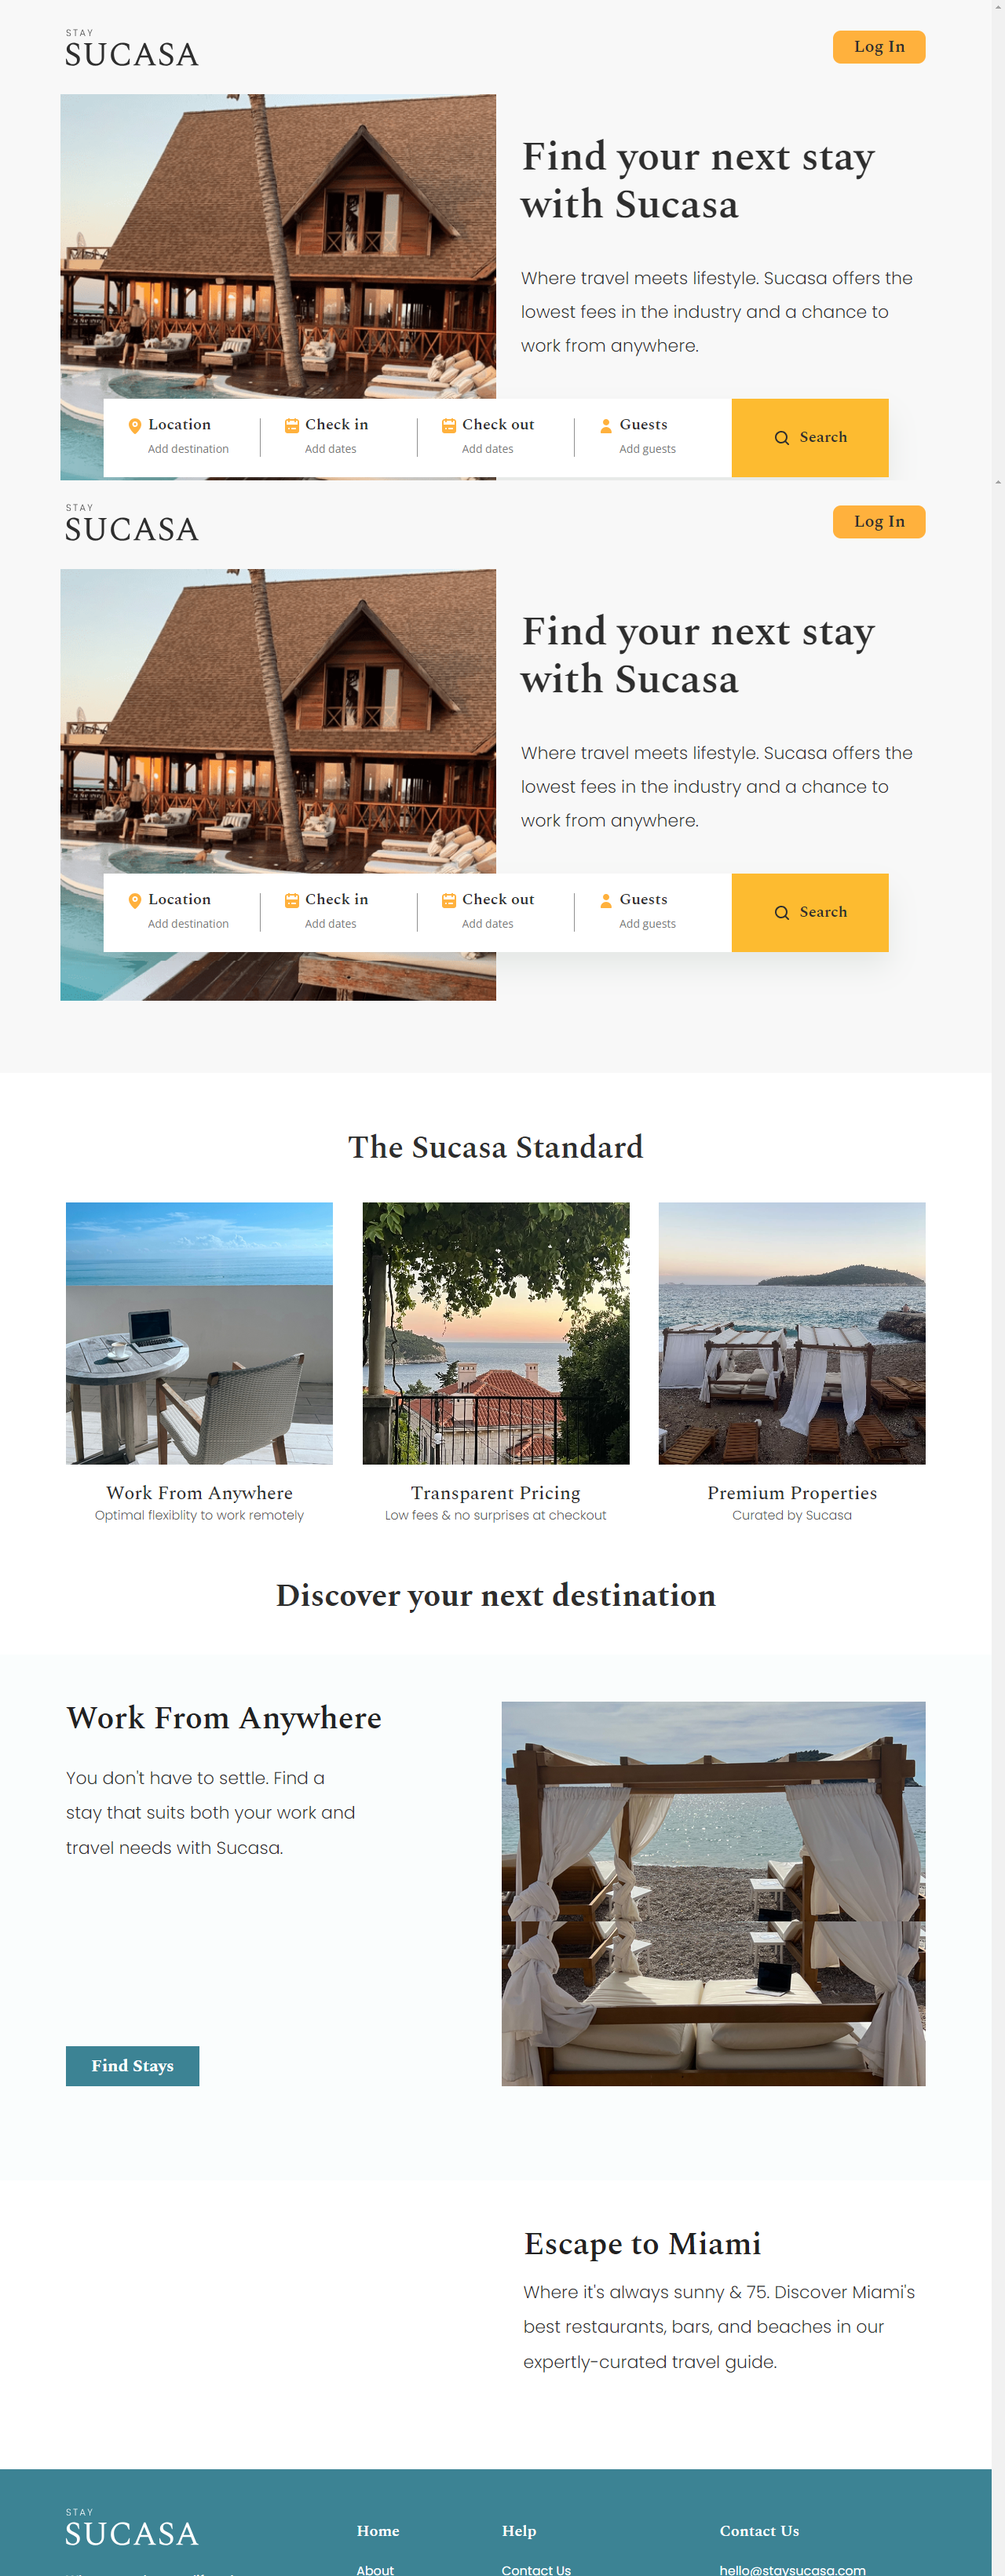 STAY
SUCASA
Log In
Find your next stay
with Sucasa
Where travel meets lifestyle. Sucasa offers the
lowest fees in the industry and a chance to
work from anywhere.
Location
Add destination
Check in
Add dates
Check out
Add dates
Guests
Add guests
Search
STAY
SUCASA
Log In
Find your next stay
with Sucasa
Where travel meets lifestyle. Sucasa offers the
lowest fees in the industry and a chance to
work from anywhere.
Location
Add destination
Check in
Add dates
Check out
Add dates
Guests
Add guests
Search
The Sucasa Standard
Work From Anywhere
Optimal flexiblity to work remotely
Transparent Pricing
Low fees & no surprises at checkout
Premium Properties
Curated by Sucasa
Discover your next destination
Work From Anywhere
You don't have to settle. Find a
stay that suits both your work and
travel needs with Sucasa.
Find Stays
Escape to Miami
Where it's always sunny & 75. Discover Miami's
best restaurants, bars, and beaches in our
expertly-curated travel guide.
STAY
SUCASA
Home
Help
Contact Us
About
Contact Us
hello@staysucasa.com